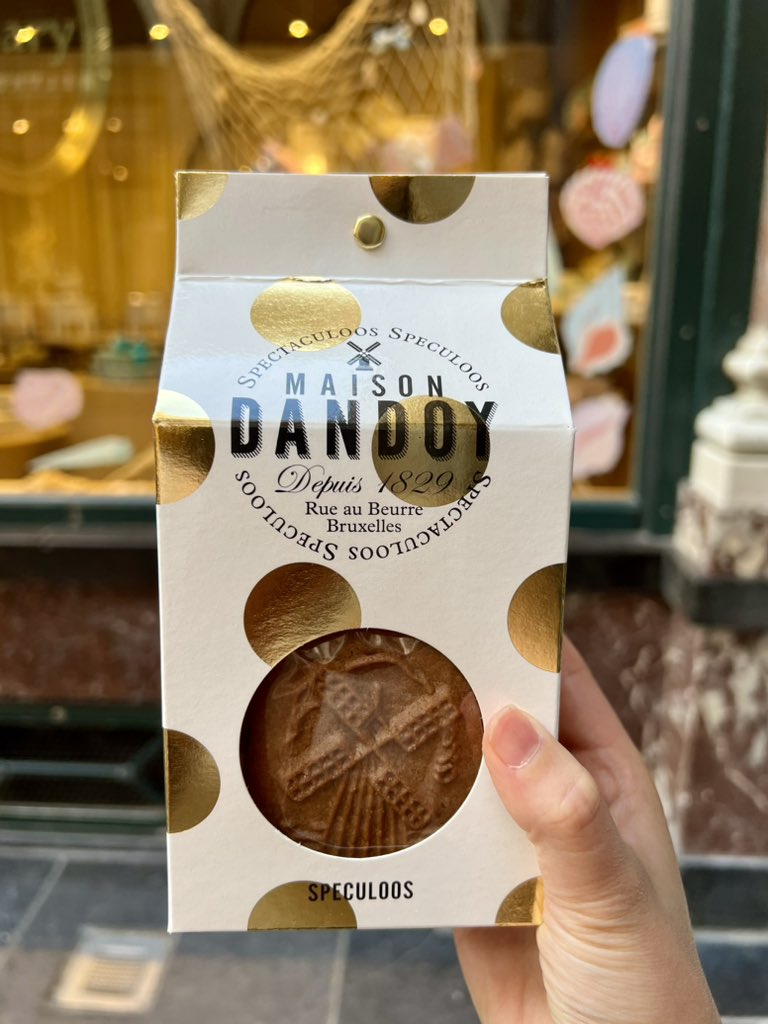 SPECTACULOOS SPECULOOS
MAISON
DANDOY
Depuis 1829
Rue au Beurre
Bruxelles
SPECTACULOOS SPECULOOS
SPECULOOS